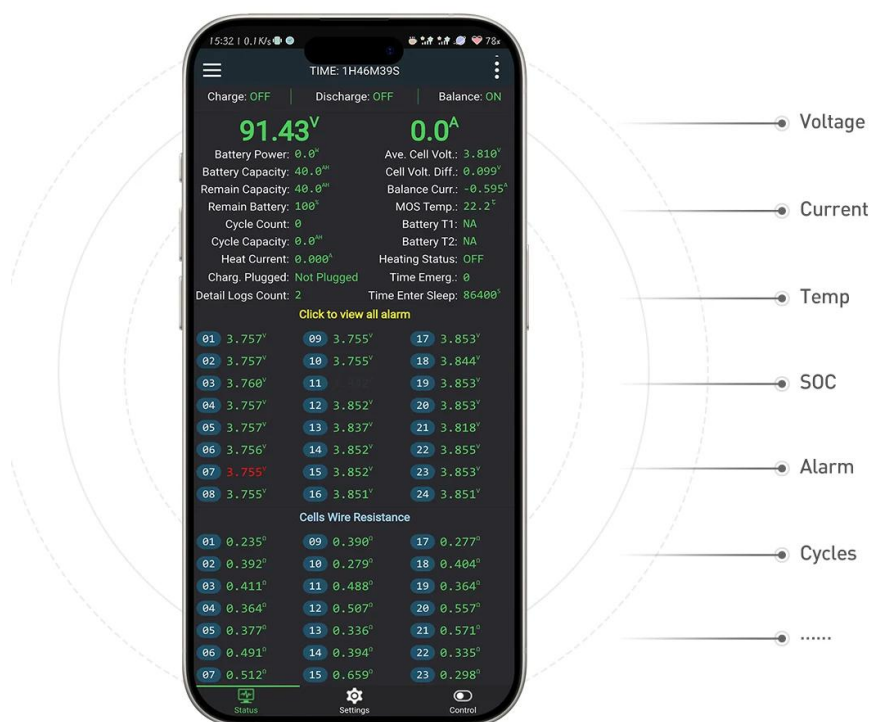 15:32 | 0.1K/s
78
TIME: 1H46M39S
Charge: OFF Discharge: OFF Balance: ON
91.43V 0.0A
Battery Power: 0.0W Ave. Cell Volt.: 3.810V
Battery Capacity: 40.0AH Cell Volt. Diff.: 0.099V
Remain Capacity: 40.0AH Balance Curr.: -0.595A
Remain Battery: 100% MOS Temp.: 22.2℃
Cycle Count: 0 Battery T1: NA
Cycle Capacity: 0.0AH Battery T2: NA
Heat Current: 0.000A Heating Status: OFF
Charg. Plugged: Not Plugged Time Emerg.: 0
Detail Logs Count: 2 Time Enter Sleep: 86400S
Click to view all alarm
01 3.757V 09 3.755V 17 3.853V
02 3.757V 10 3.755V 18 3.844V
03 3.760V 11 19 3.853V
04 3.757V 12 3.852V 20 3.853V
05 3.757V 13 3.837V 21 3.818V
06 3.756V 14 3.852V 22 3.855V
07 3.755V 15 3.852V 23 3.853V
08 3.755V 16 3.851V 24 3.851V
Cells Wire Resistance
01 0.235Ω 09 0.390Ω 17 0.277Ω
02 0.392Ω 10 0.279Ω 18 0.404Ω
03 0.411Ω 11 0.488Ω 19 0.364Ω
04 0.364Ω 12 0.507Ω 20 0.557Ω
05 0.377Ω 13 0.336Ω 21 0.571Ω
06 0.491Ω 14 0.394Ω 22 0.335Ω
07 0.512Ω 15 0.659Ω 23 0.298Ω
Status Settings Control
Voltage
Current
Temp
SOC
Alarm
Cycles
......